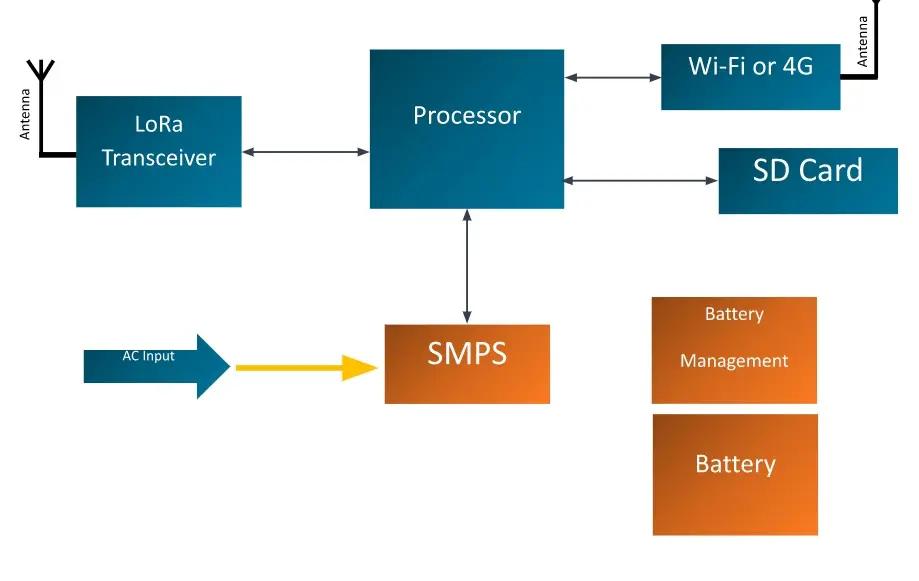 Antenna
Wi-Fi or 4G
Processor
Antenna
LoRa
Transceiver
SD Card
Battery
Management
SMPS
AC Input
Battery